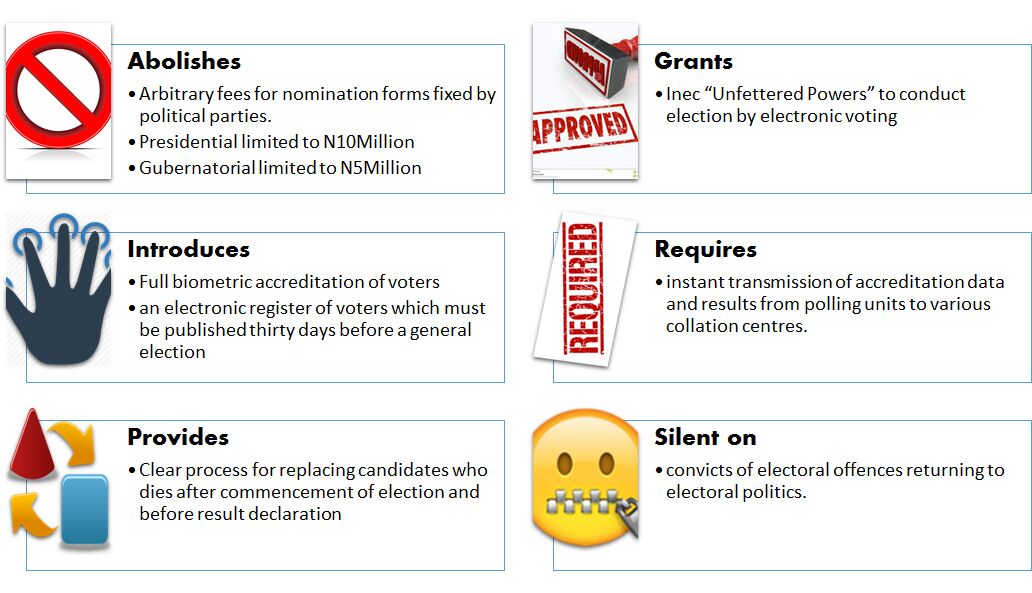 Abolishes
• Arbitrary fees for nomination forms fixed by
political parties.
• Presidential limited to N10Million
• Gubernatorial limited to N5Million
APPROVED
Grants
• Inec “Unfettered Powers” to conduct
election by electronic voting
Introduces
• Full biometric accreditation of voters
• an electronic register of voters which must
be published thirty days before a general
election
REQUIRED
Requires
• instant transmission of accreditation data
and results from polling units to various
collation centres.
Provides
• Clear process for replacing candidates who
dies after commencement of election and
before result declaration
Silent on
• convicts of electoral offences returning to
electoral politics.